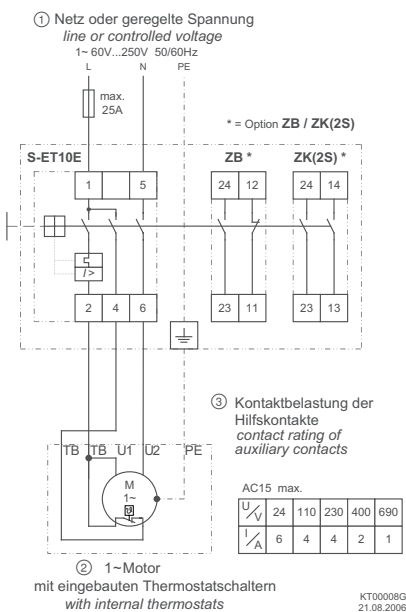 ① Netz oder geregelte Spannung
line or controlled voltage
1~ 60V...250V 50/60Hz
L N PE
max.
25A
* = Option ZB / ZK(2S)
S-ET10E ZB * ZK(2S) *
1 5 24 12 24 14
I >
2 4 6 23 11 23 13
③ Kontaktbelastung der
Hilfskontakte
contact rating of
auxiliary contacts
TB TB U1 U2 PE
M
1~
AC15 max.
U/V 24 110 230 400 690
I/A 6 4 4 2 1
② 1~Motor
mit eingebauten Thermostatschaltern
with internal thermostats
KT00008G
21.08.2006